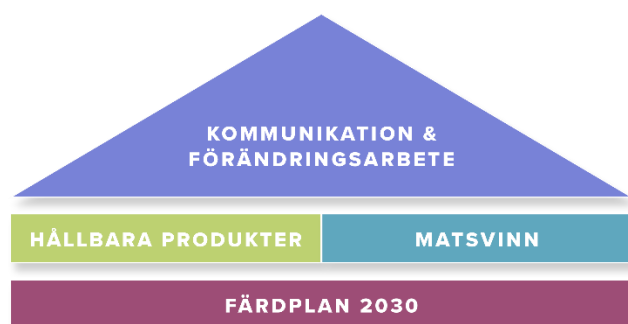 KOMMUNIKATION &
FÖRÄNDRINGSARBETE
HÅLLBARA PRODUKTER
MATSVINN
FÄRDPLAN 2030